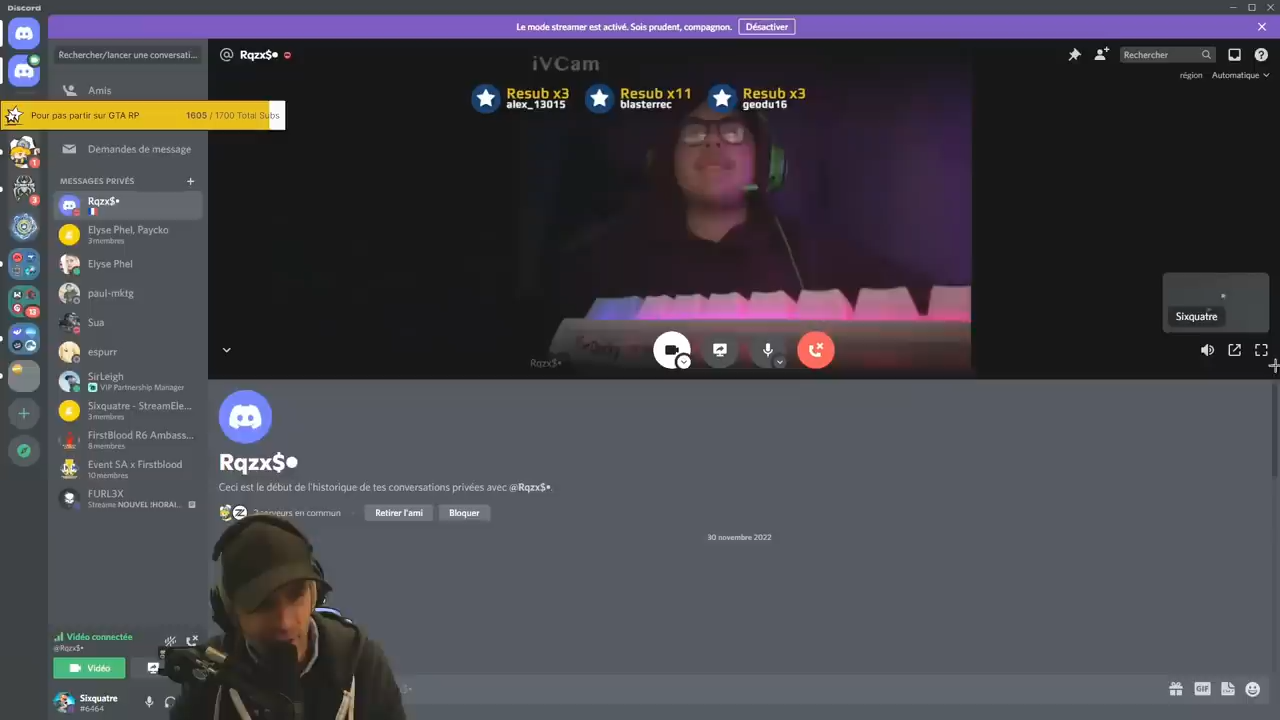 Discord
Le mode streamer est activé. Sois prudent, compagnon.
Désactiver
Rechercher/lancer une conversati...
Rqzx$•
Rechercher
région
Automatique
iVCam
Resub x3
alex_13015
Resub x11
blasterrec
Resub x3
geodu16
Amis
Pour pas partir sur GTA RP
1605 / 1700 Total Subs
1
Demandes de message
MESSAGES PRIVÉS
3
Rqzx$•
Elyse Phel, Paycko
3 membres
Elyse Phel
paul-mktg
Sua
espurr
SirLeigh
VIP Partnership Manager
Sixquatre - StreamEle...
3 membres
FirstBlood R6 Ambass...
8 membres
Event SA x Firstblood
10 membres
FURL3X
Streame NOUVEL !HORAI...
Sixquatre
Rqzx$•
Rqzx$•
Ceci est le début de l'historique de tes conversations privées avec @Rqzx$•.
serveurs en commun
Retirer l'ami
Bloquer
30 novembre 2022
Vidéo connectée
@Rqzx$•
Vidéo
Sixquatre
#6464
GIF